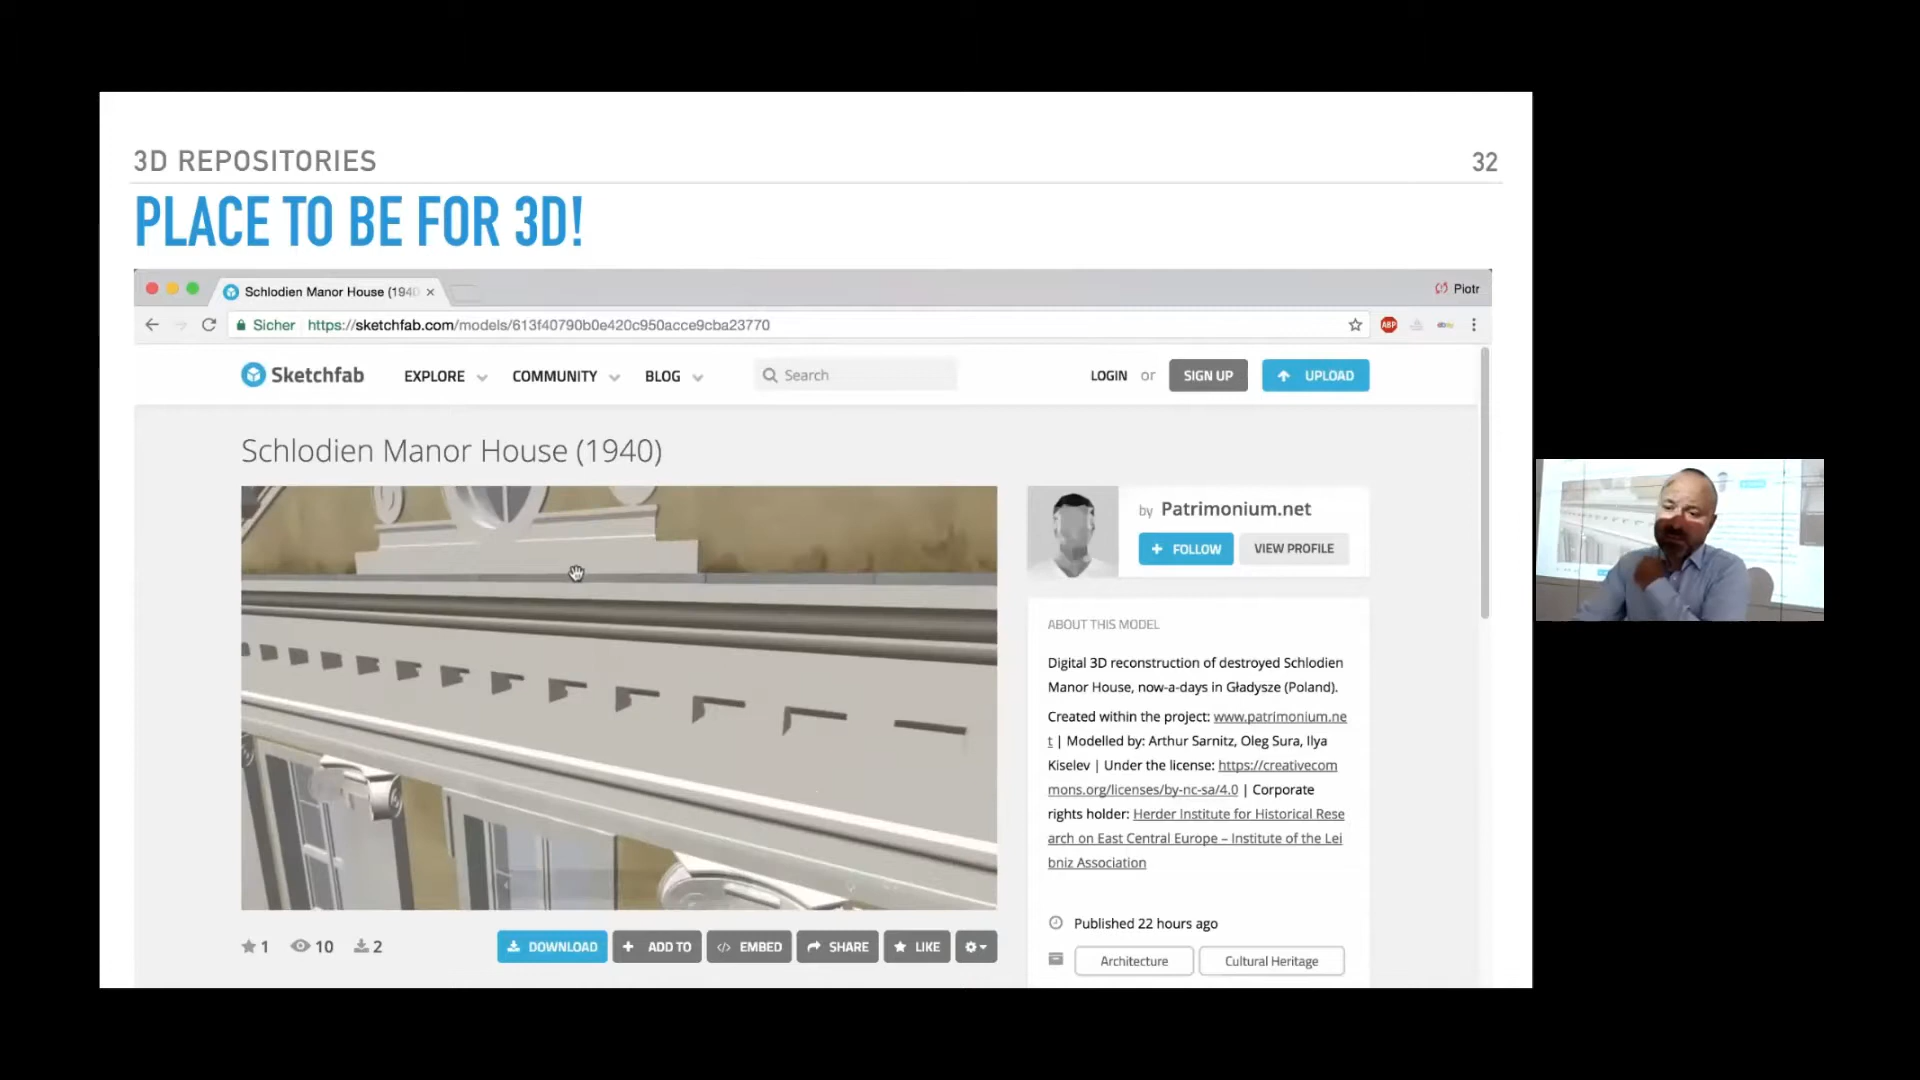 3D REPOSITORIES
32
PLACE TO BE FOR 3D!
Schlodien Manor House (1940
Piotr
Sicher
https://sketchfab.com/models/613f40790b0e420c950acce9cba23770
ABP
Sketchfab
EXPLORE
COMMUNITY
BLOG
Search
LOGIN or
SIGN UP
UPLOAD
Schlodien Manor House (1940)
by Patrimonium.net
+ FOLLOW
VIEW PROFILE
ABOUT THIS MODEL
Digital 3D reconstruction of destroyed Schlodien
Manor House, now-a-days in Gładysze (Poland).
Created within the project: www.patrimonium.ne
t | Modelled by: Arthur Sarnitz, Oleg Sura, Ilya
Kiselev | Under the license: https://creativecom
mons.org/licenses/by-nc-sa/4.0 | Corporate
rights holder: Herder Institute for Historical Rese
arch on East Central Europe – Institute of the Lei
bniz Association
Published 22 hours ago
Architecture
Cultural Heritage
1
10
2
DOWNLOAD
+ ADD TO
</> EMBED
SHARE
LIKE